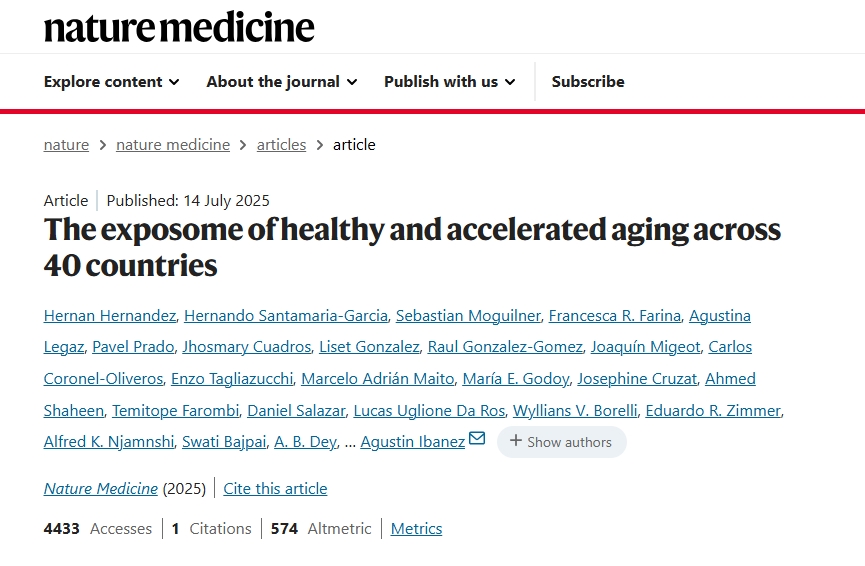 nature medicine
Explore content About the journal Publish with us Subscribe
nature > nature medicine > articles > article
Article | Published: 14 July 2025
The exposome of healthy and accelerated aging across
40 countries
Hernan Hernandez, Hernando Santamaria-Garcia, Sebastian Moguilner, Francesca R. Farina, Agustina
Legaz, Pavel Prado, Jhosmary Cuadros, Liset Gonzalez, Raul Gonzalez-Gomez, Joaquín Migeot, Carlos
Coronel-Oliveros, Enzo Tagliazucchi, Marcelo Adrián Maito, María E. Godoy, Josephine Cruzat, Ahmed
Shaheen, Temitope Farombi, Daniel Salazar, Lucas Uglione Da Ros, Wyllians V. Borelli, Eduardo R. Zimmer,
Alfred K. Njamnshi, Swati Bajpai, A. B. Dey, ... Agustin Ibanez + Show authors
Nature Medicine (2025) | Cite this article
4433 Accesses | 1 Citations | 574 Altmetric | Metrics